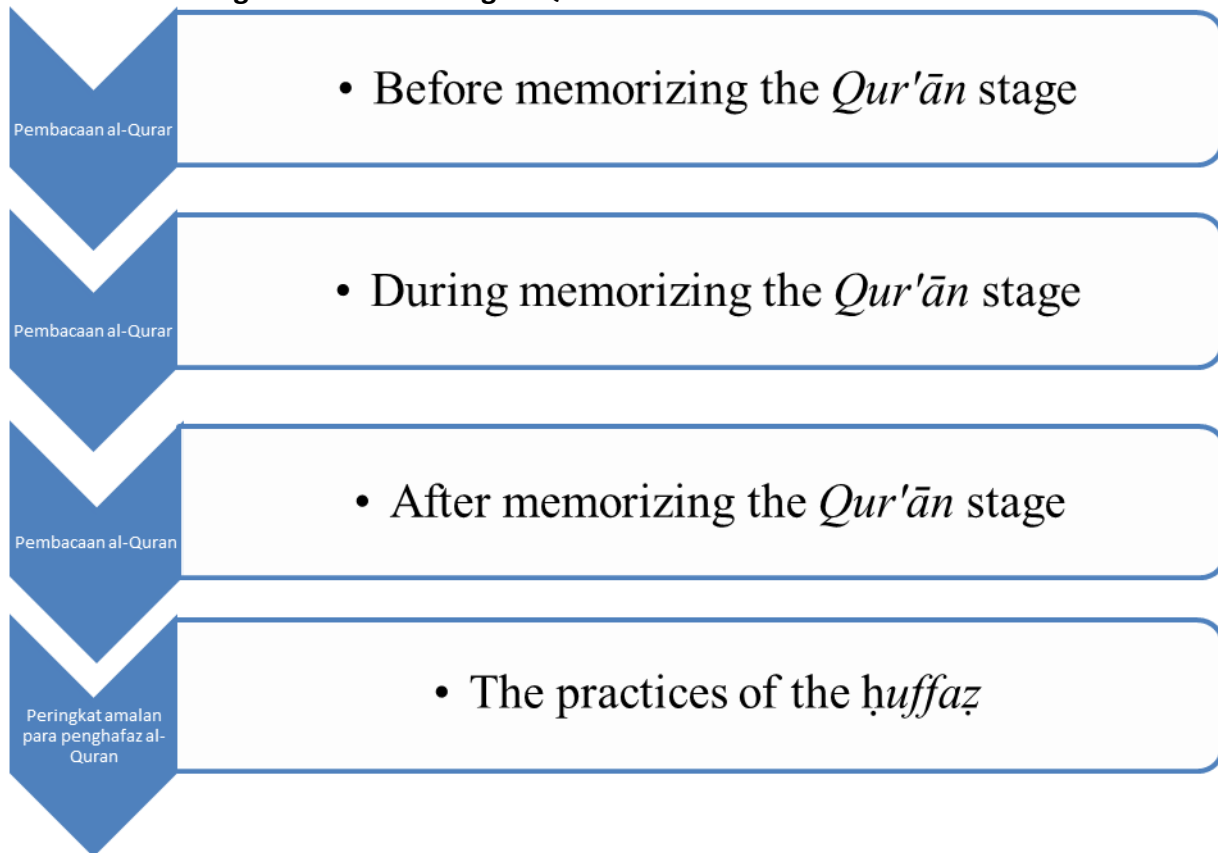 Pembacaan al-Qurar
• Before memorizing the Qur'ān stage
Pembacaan al-Qurar
• During memorizing the Qur'ān stage
Pembacaan al-Quran
• After memorizing the Qur'ān stage
Peringkat amalan
para penghafaz al-
Quran
• The practices of the ḥuffaẓ